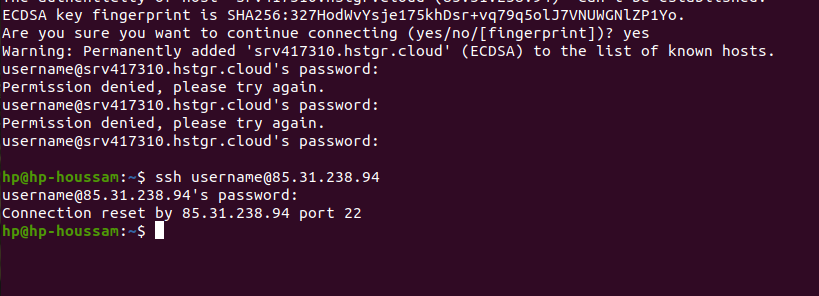 ECDSA key fingerprint is SHA256:327HodWvYsje175khDsr+vq79q5olJ7VNUWGNlZP1Yo.
Are you sure you want to continue connecting (yes/no/[fingerprint])? yes
Warning: Permanently added 'srv417310.hstgr.cloud' (ECDSA) to the list of known hosts.
username@srv417310.hstgr.cloud's password:
Permission denied, please try again.
username@srv417310.hstgr.cloud's password:
Permission denied, please try again.
username@srv417310.hstgr.cloud's password:
hp@hp-houssam:~$ ssh username@85.31.238.94
username@85.31.238.94's password:
Connection reset by 85.31.238.94 port 22
hp@hp-houssam:~$